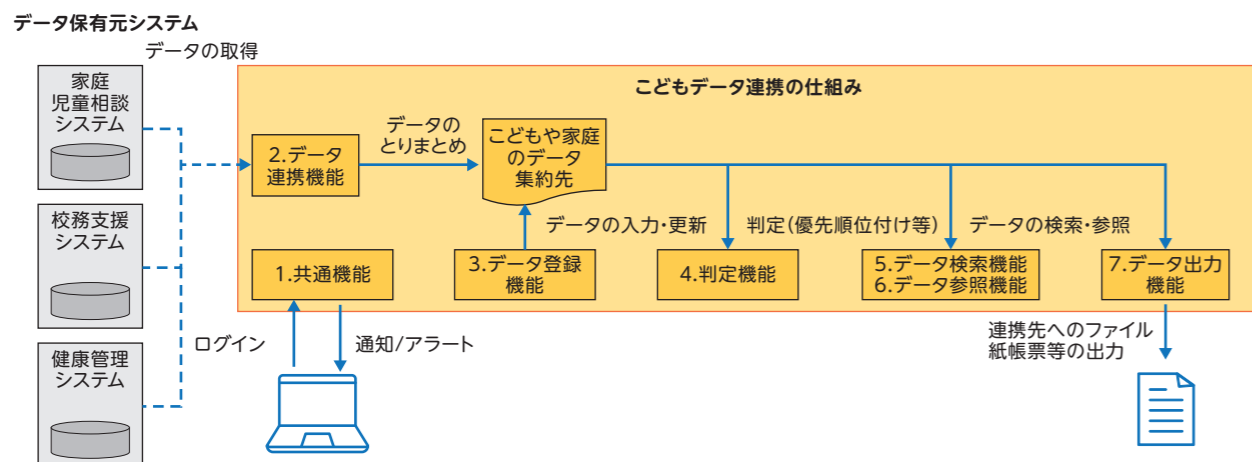 データ保有元システム
データの取得
家庭
児童相談
システム
校務支援
システム
健康管理
システム
こどもデータ連携の仕組み
2.データ
連携機能
データの
とりまとめ
こどもや家庭
のデータ
集約先
データの入力・更新
判定(優先順位付け等)
データの検索・参照
1.共通機能
3.データ登録
機能
4.判定機能
5.データ検索機能
6.データ参照機能
7.データ出力
機能
ログイン
通知/アラート
連携先へのファイル
紙帳票等の出力